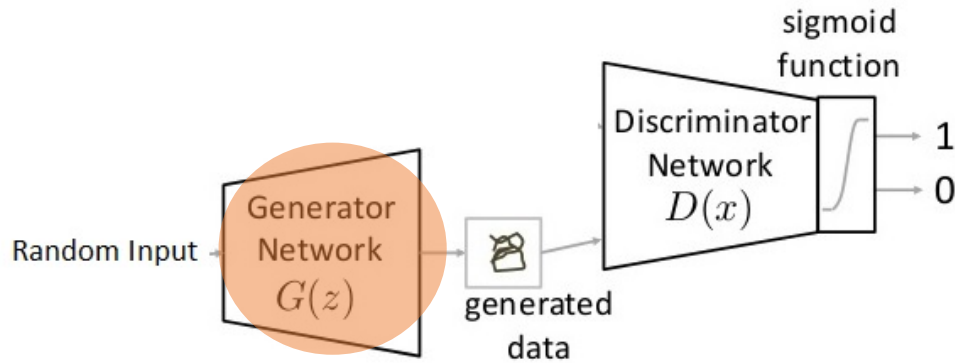 Random Input
Generator
Network
G(z)
generated
data
Discriminator
Network
D(x)
sigmoid
function
1
0